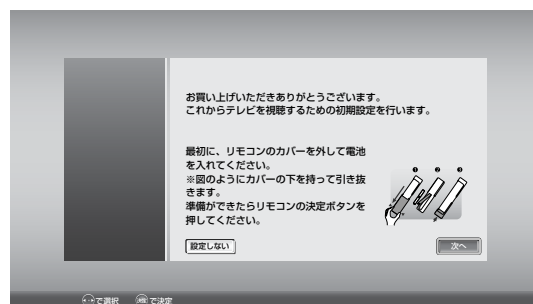 お買い上げいただきありがとうございます。
これからテレビを視聴するための初期設定を行います。
最初に、リモコンのカバーを外して電池
を入れてください。
※図のようにカバーの下を持って引き抜
きます。
準備ができたらリモコンの決定ボタンを
押してください。
❶ ❷ ❸
設定しない 次へ
で選択 決定 で決定